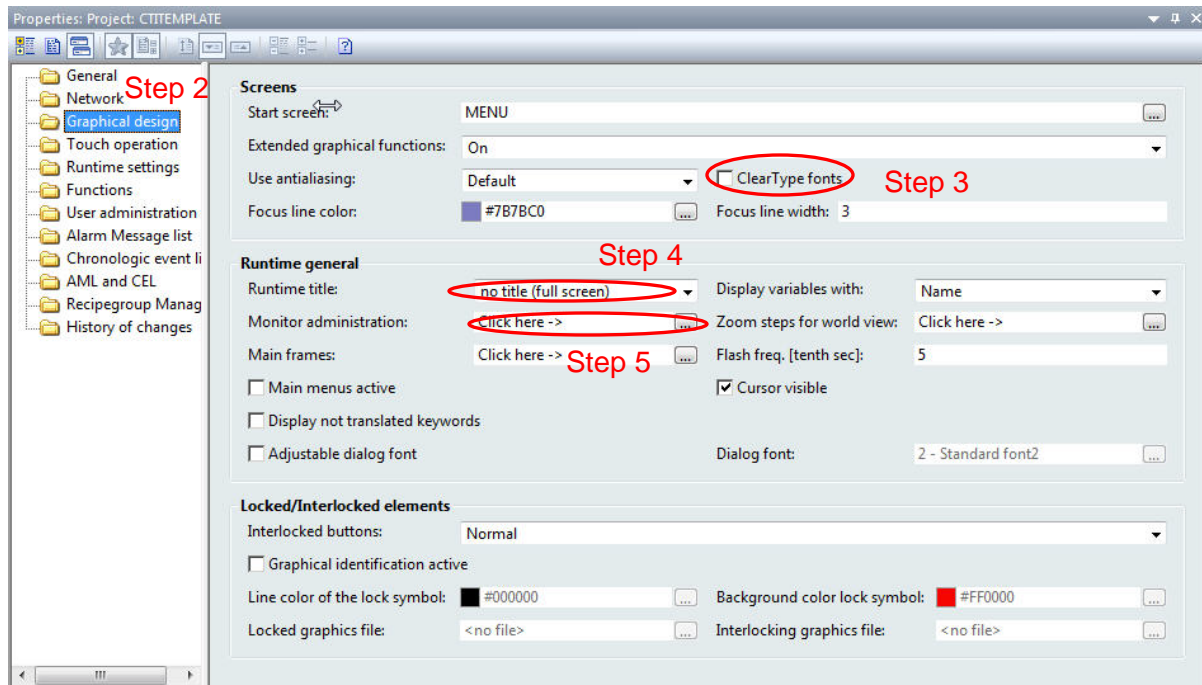 Properties: Project: CTITEMPLATE
General
Step 2
Network
Graphical design
Touch operation
Runtime settings
Functions
User administration
Alarm Message list
Chronologic event li
AML and CEL
Recipegroup Manag
History of changes
Screens
Start screen: MENU ...
Extended graphical functions: On
Use antialiasing: Default ClearType fonts Step 3
Focus line color: #7B7BC0 ... Focus line width: 3
Step 4
Runtime general
Runtime title: no title (full screen) Display variables with: Name
Monitor administration: Click here -> ... Zoom steps for world view: Click here -> ...
Main frames: Click here -> ... Step 5 Flash freq. [tenth sec]: 5
Main menus active Cursor visible
Display not translated keywords
Adjustable dialog font Dialog font: 2 - Standard font2 ...
Locked/Interlocked elements
Interlocked buttons: Normal
Graphical identification active
Line color of the lock symbol: #000000 ... Background color lock symbol: #FF0000 ...
Locked graphics file: <no file> ... Interlocking graphics file: <no file> ...